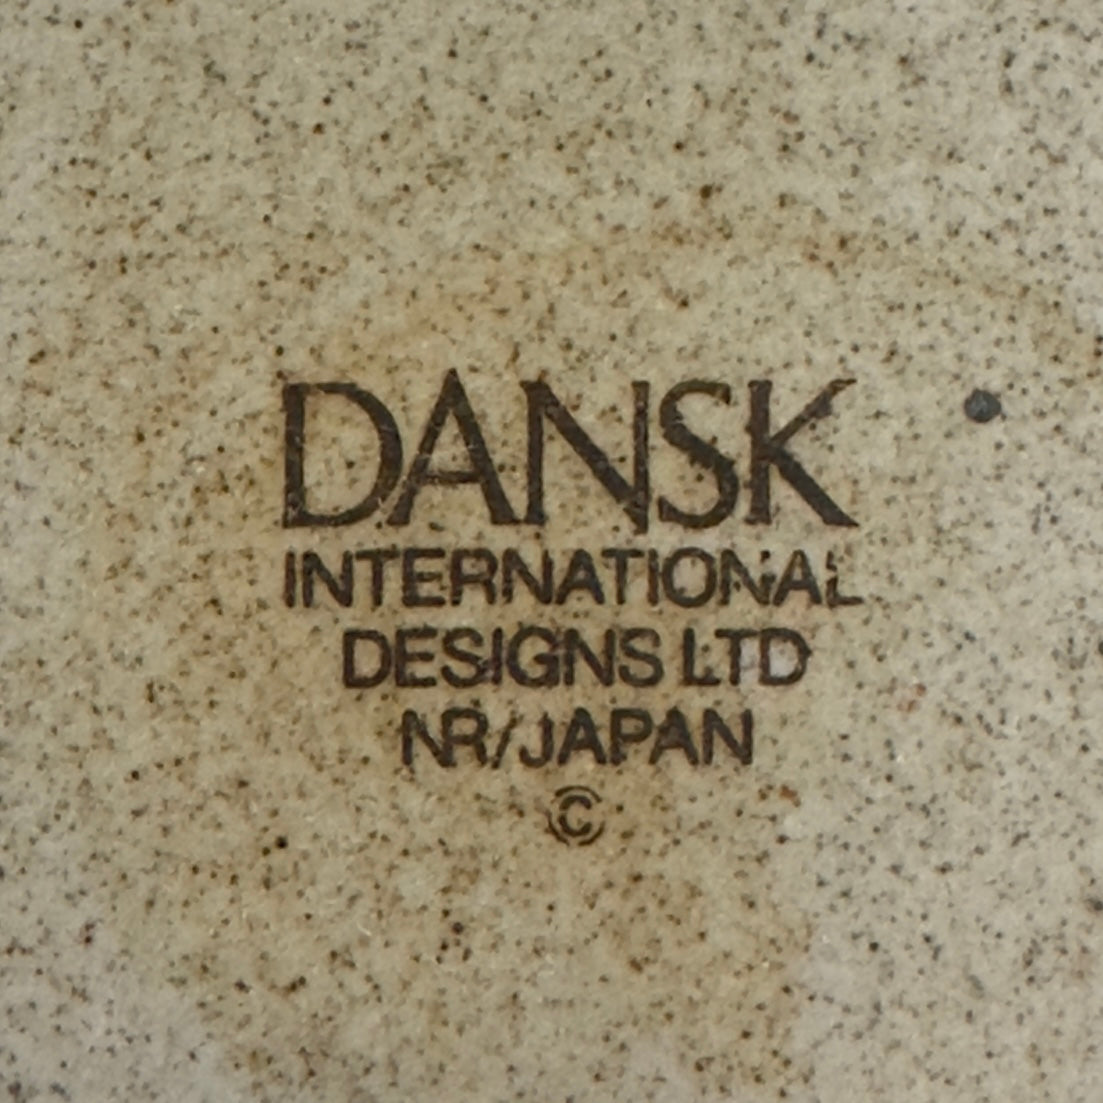 DANSK
INTERNATIONAL
DESIGNS LTD
NR/JAPAN
©